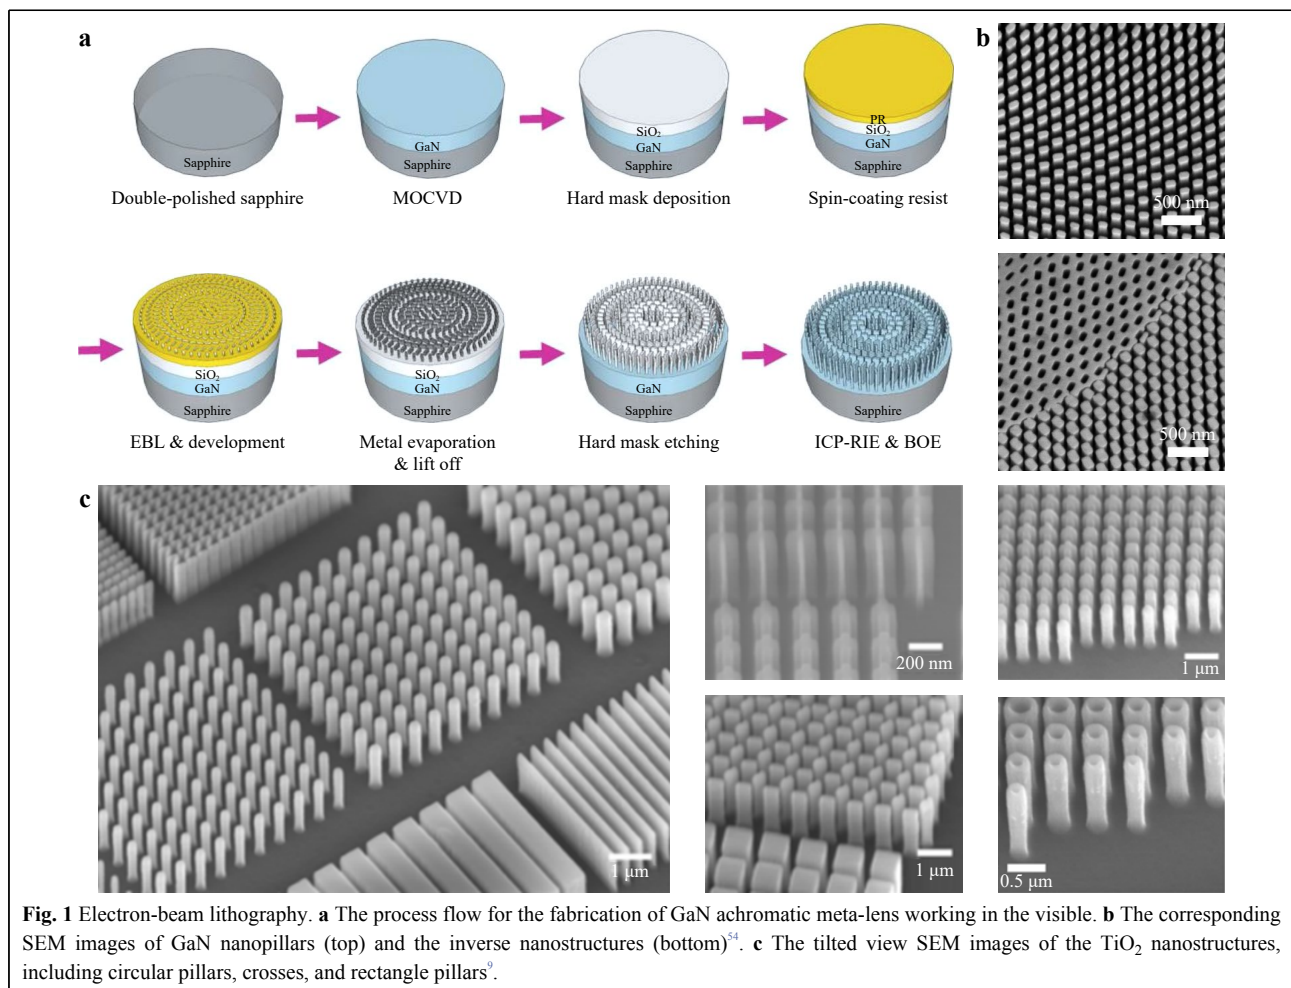 a
b
Sapphire
GaN
Sapphire
SiO₂
GaN
Sapphire
PR
SiO₂
GaN
Sapphire
Double-polished sapphire
MOCVD
Hard mask deposition
Spin-coating resist
500 nm
SiO₂
GaN
Sapphire
SiO₂
GaN
Sapphire
GaN
Sapphire
Sapphire
EBL & development
Metal evaporation
& lift off
Hard mask etching
ICP-RIE & BOE
500 nm
c
1 μm
200 nm
1 μm
1 μm
0.5 μm
Fig. 1 Electron-beam lithography. a The process flow for the fabrication of GaN achromatic meta-lens working in the visible. b The corresponding
SEM images of GaN nanopillars (top) and the inverse nanostructures (bottom)⁵⁴. c The tilted view SEM images of the TiO₂ nanostructures,
including circular pillars, crosses, and rectangle pillars⁹.